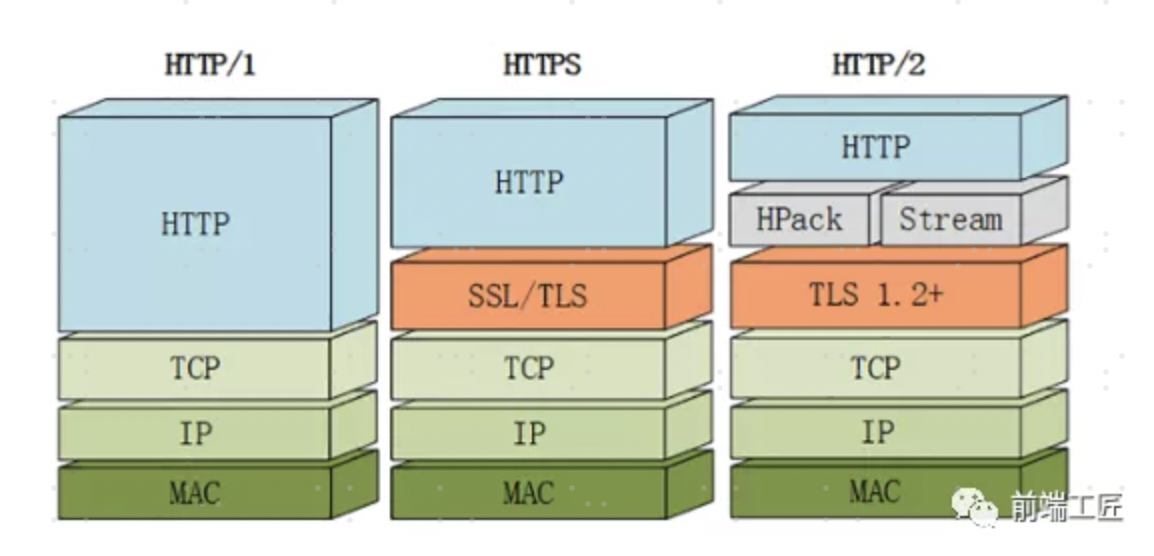 HTTP/1
HTTPS
HTTP/2
HTTP
HTTP
HTTP
HPack
Stream
SSL/TLS
TLS 1.2+
TCP
TCP
TCP
IP
IP
IP
MAC
MAC
MAC
前端工匠